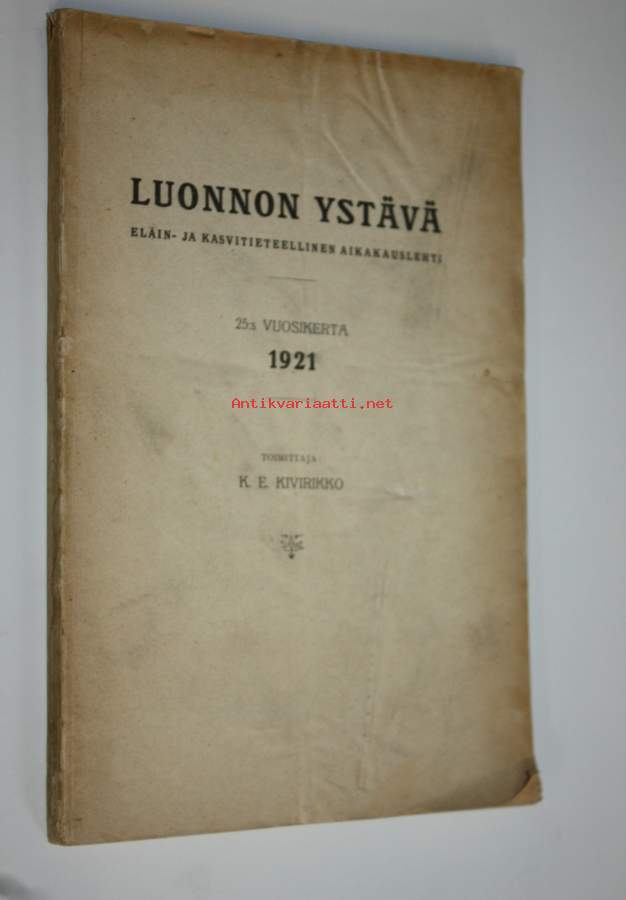 LUONNON YSTÄVÄ
ELÄIN- JA KASVITIETEELLINEN AIKAKAUSLEHTI
25:s VUOSIKERTA
1921
Antikvariaatti.net
TOIMITTAJA
K. E. KIVIRIKKO